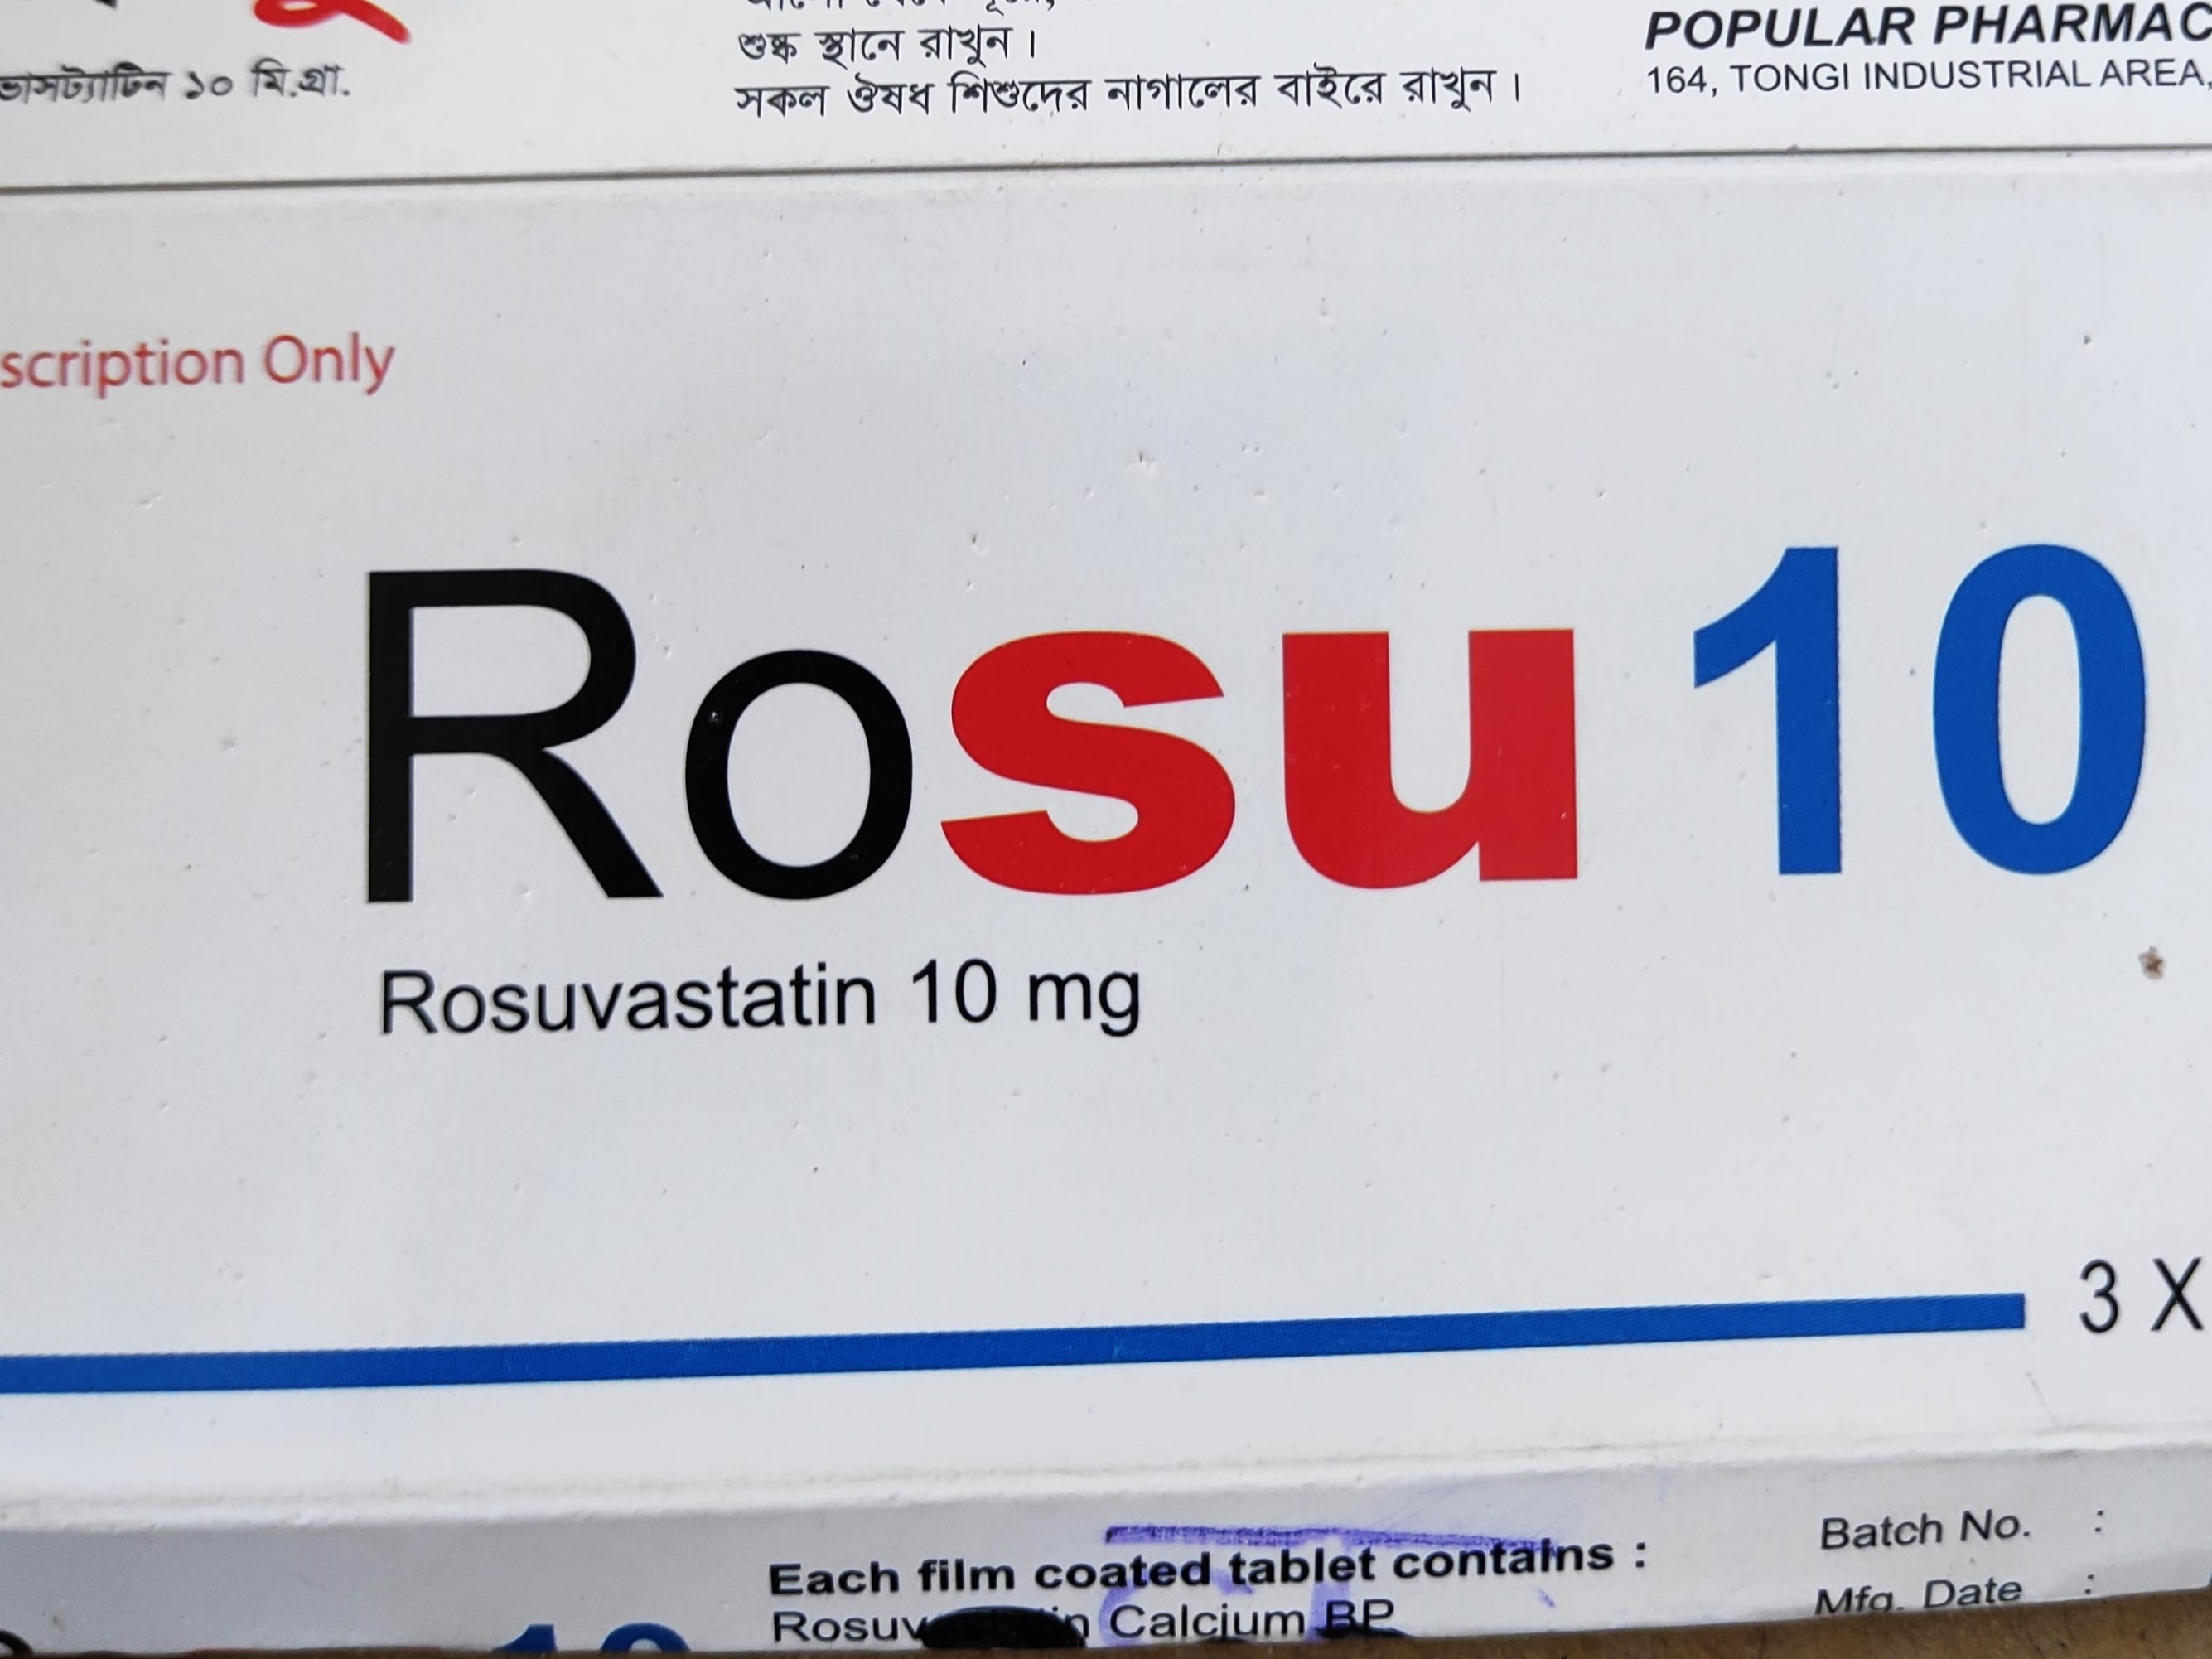 ভাসট্যাটিন ১০ মি.গ্রা.
শুষ্ক স্থানে রাখুন।
সকল ঔষধ শিশুদের নাগালের বাইরে রাখুন।
POPULAR PHARMAC
164, TONGI INDUSTRIAL AREA,
scription Only
Rosu 10
Rosuvastatin 10 mg
3 X
Each film coated tablet contains :
Calcium BP
Batch No. :
Mfg. Date :
10